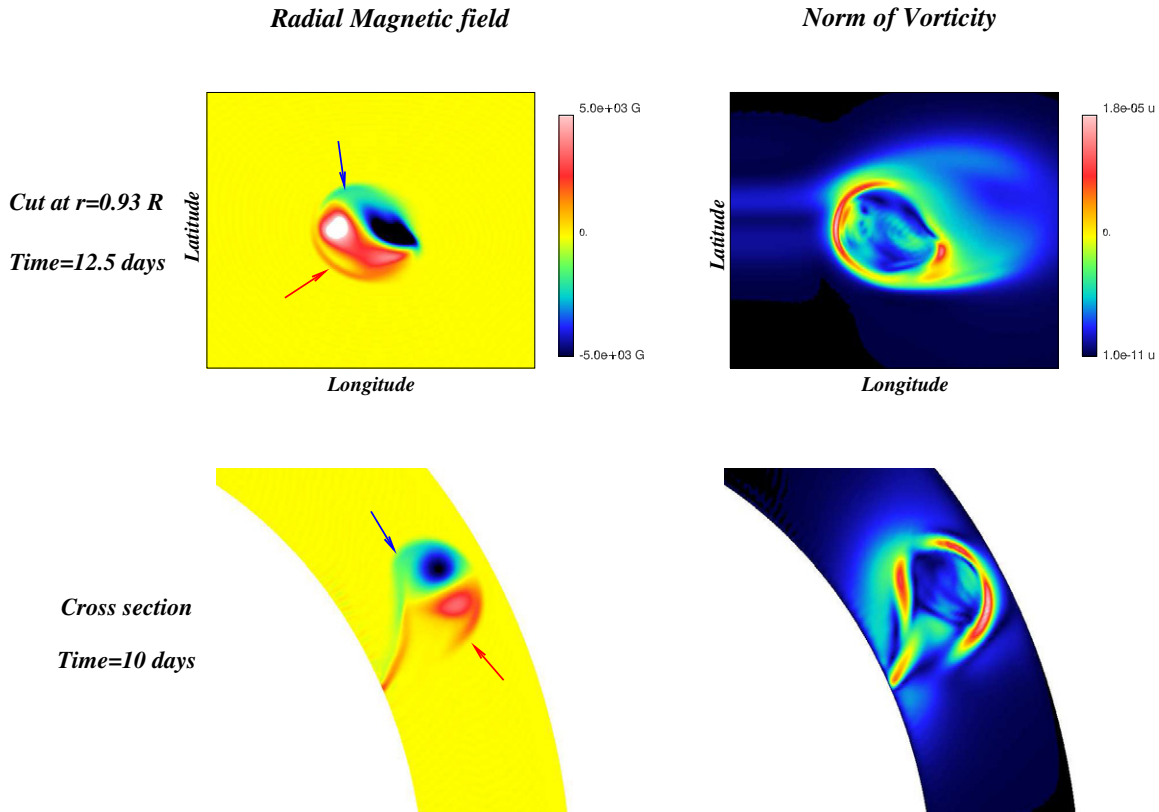 Radial Magnetic field
Norm of Vorticity
Cut at r=0.93 R
Time=12.5 days
Latitude
Longitude
5.0e+03 G
0.
-5.0e+03 G
Latitude
Longitude
1.8e-05 u
0.
1.0e-11 u
Cross section
Time=10 days